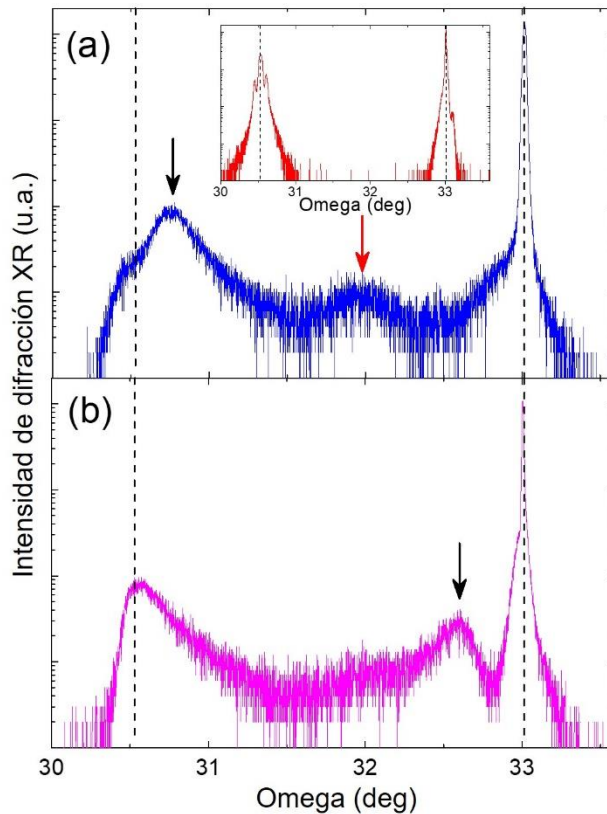 (a)
30 31 32 33
Omega (deg)
(b)
Intensidad de difracción XR (u.a.)
30 31 32 33
Omega (deg)